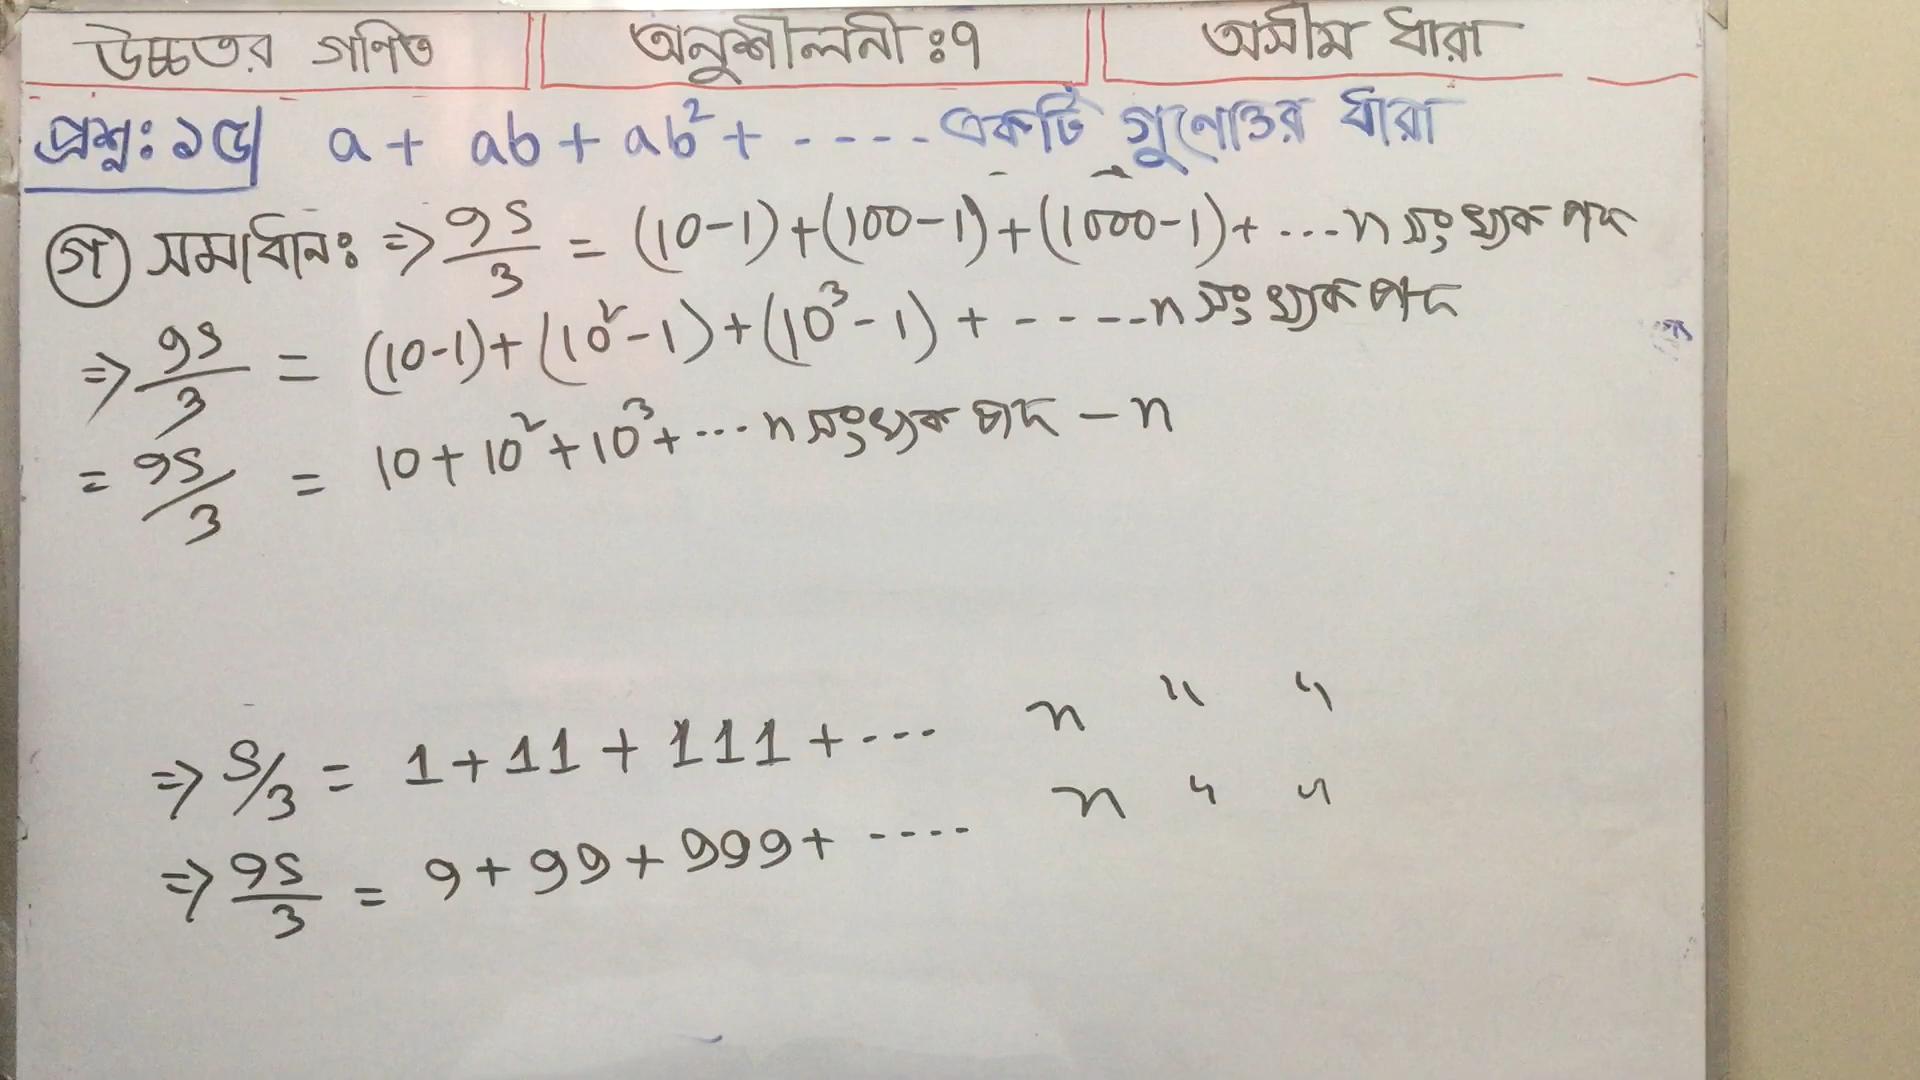 উচ্চতর গণিত অনুশীলনী ঃ ৭ অসীম ধারা
প্রশ্ন: ১৫। a + ab + ab² + ----- একটি গুনোত্তর ধারা
গ সমাধানঃ ⇒ 9S/3 = (10-1)+(100-1)+(1000-1)+ ... n সংখ্যক পদ
⇒ 9S/3 = (10-1)+(10²-1)+(10³-1) + -----n সংখ্যক পদ
= 9S/3 = 10+10²+10³+ ... n সংখ্যক পদ - n
⇒ S/3 = 1+11+111+--- n " "
⇒ 9S/3 = 9+99+999+ ---- n " "